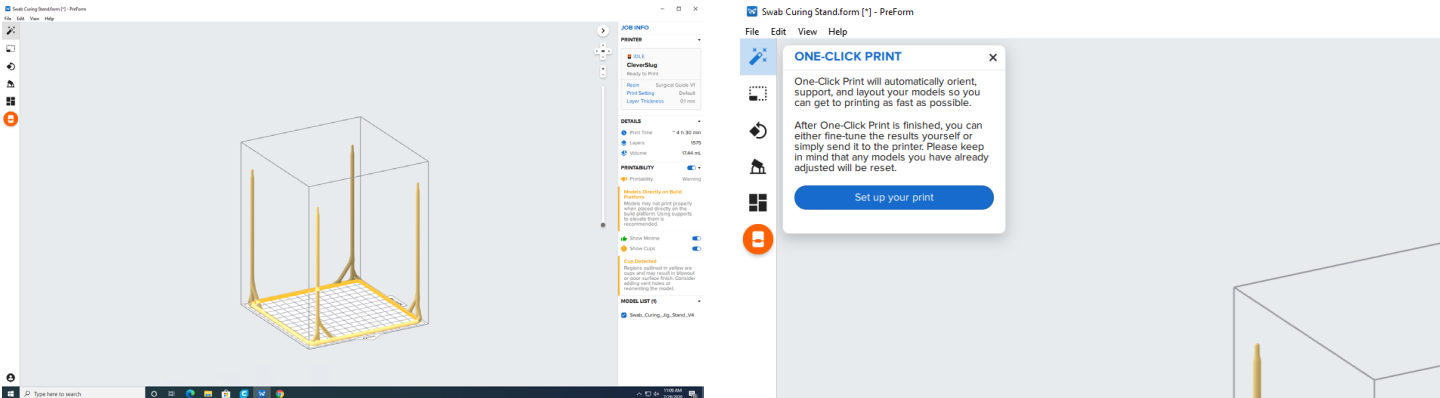 Swab Curing Stand.form [*] - PreForm
File Edit View Help
JOB INFO
PRINTER
IDLE
CleverSlug
Ready to Print
Resin Surgical Guide V1
Print Setting Default
Layer Thickness 0.1 mm
DETAILS
Print Time ~ 4 h 30 min
Layers 1575
Volume 17.44 mL
PRINTABILITY
Printability Warning
Models Directly on Build
Platform
Models may not print properly
when placed directly on the
build platform. Using supports
to elevate them is
recommended.
Show Minima
Show Cups
Cup Detected
Regions outlined in yellow are
cups and may result in blowout
or poor surface finish. Consider
adding vent holes or
reorienting the model.
MODEL LIST (1)
Swab_Curing_Jig_Stand_V4
Type here to search
11:09 AM
Swab Curing Stand.form [*] - PreForm
File Edit View Help
ONE-CLICK PRINT
One-Click Print will automatically orient,
support, and layout your models so you
can get to printing as fast as possible.
After One-Click Print is finished, you can
either fine-tune the results yourself or
simply send it to the printer. Please keep
in mind that any models you have already
adjusted will be reset.
Set up your print